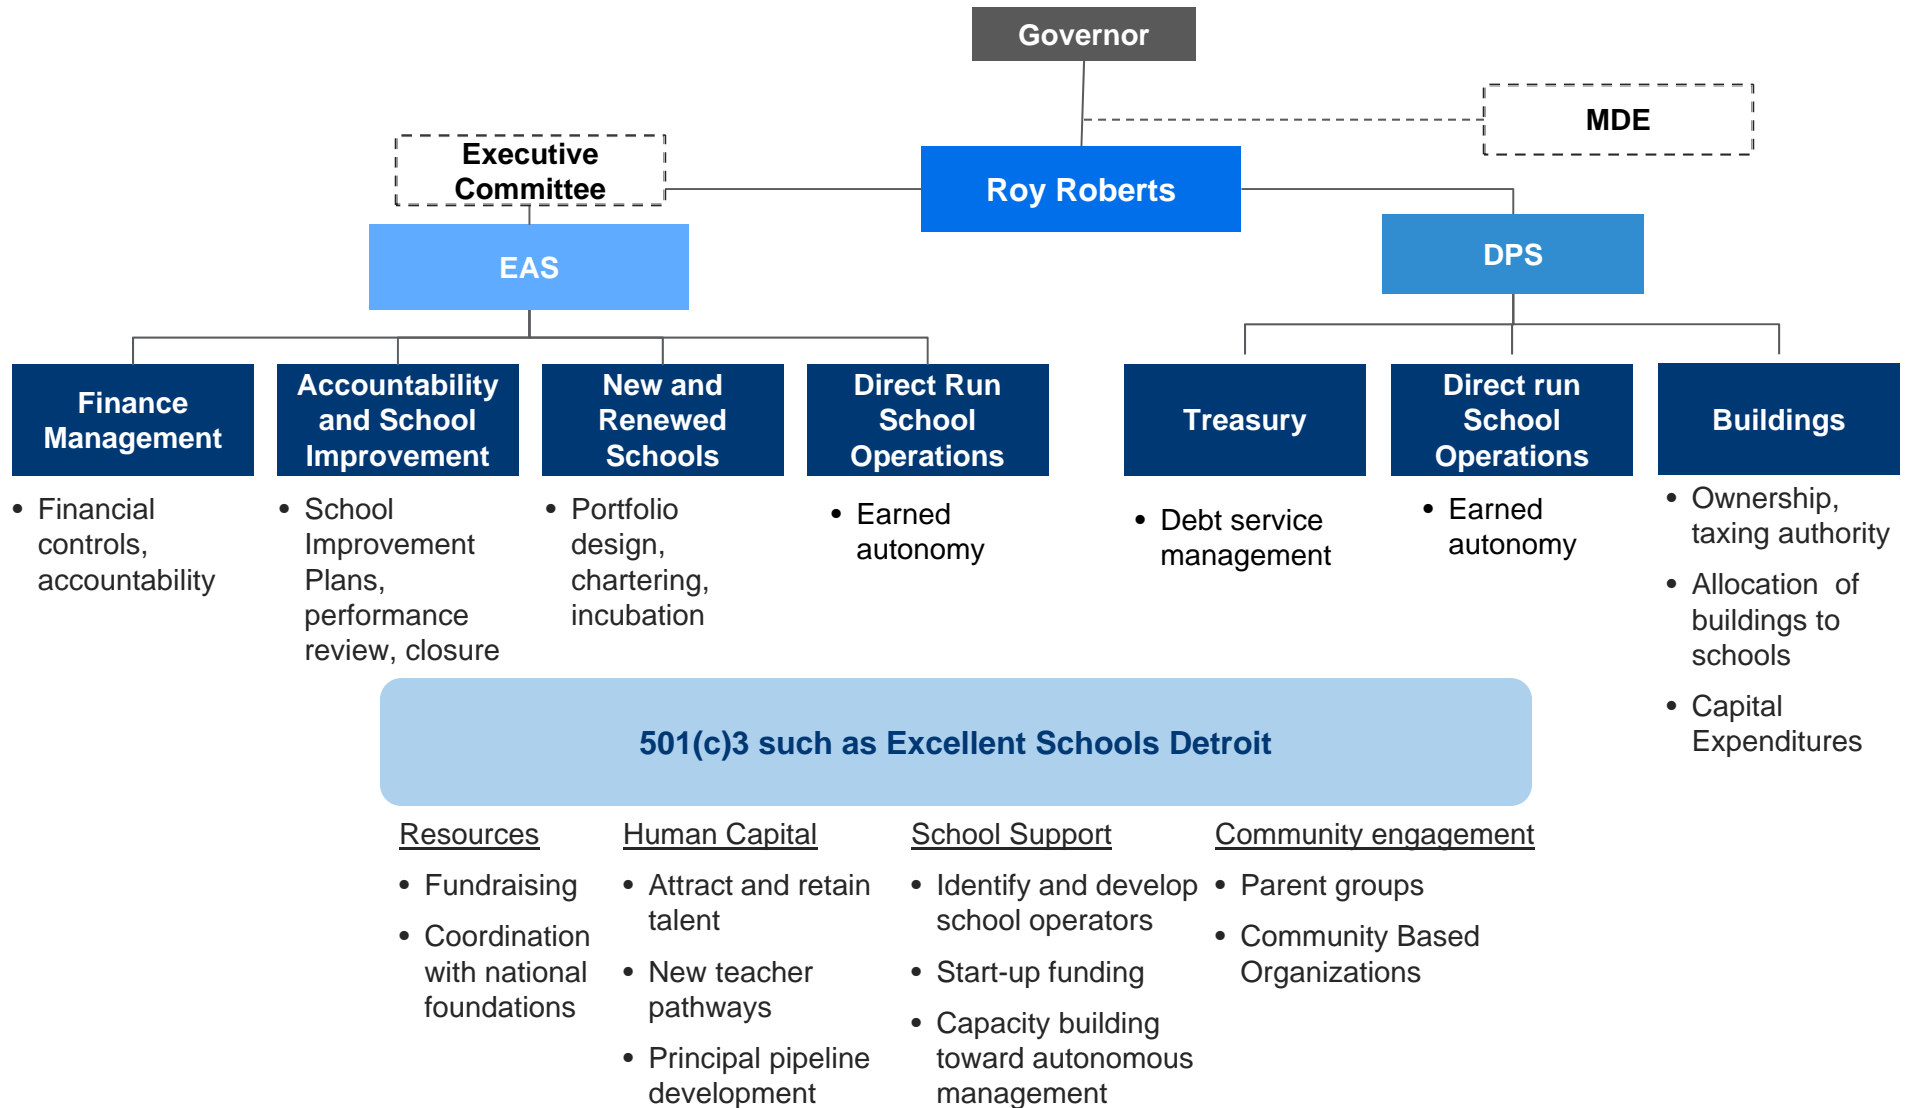 Governor
MDE
Executive
Committee
Roy Roberts
EAS
DPS
Finance
Management
Accountability
and School
Improvement
New and
Renewed
Schools
Direct Run
School
Operations
Treasury
Direct run
School
Operations
Buildings
• Financial
controls,
accountability
• School
Improvement
Plans,
performance
review, closure
• Portfolio
design,
chartering,
incubation
• Earned
autonomy
• Debt service
management
• Earned
autonomy
• Ownership,
taxing authority
• Allocation of
buildings to
schools
• Capital
Expenditures
501(c)3 such as Excellent Schools Detroit
Resources
• Fundraising
• Coordination
with national
foundations
Human Capital
• Attract and retain
talent
• New teacher
pathways
• Principal pipeline
development
School Support
• Identify and develop
school operators
• Start-up funding
• Capacity building
toward autonomous
management
Community engagement
• Parent groups
• Community Based
Organizations